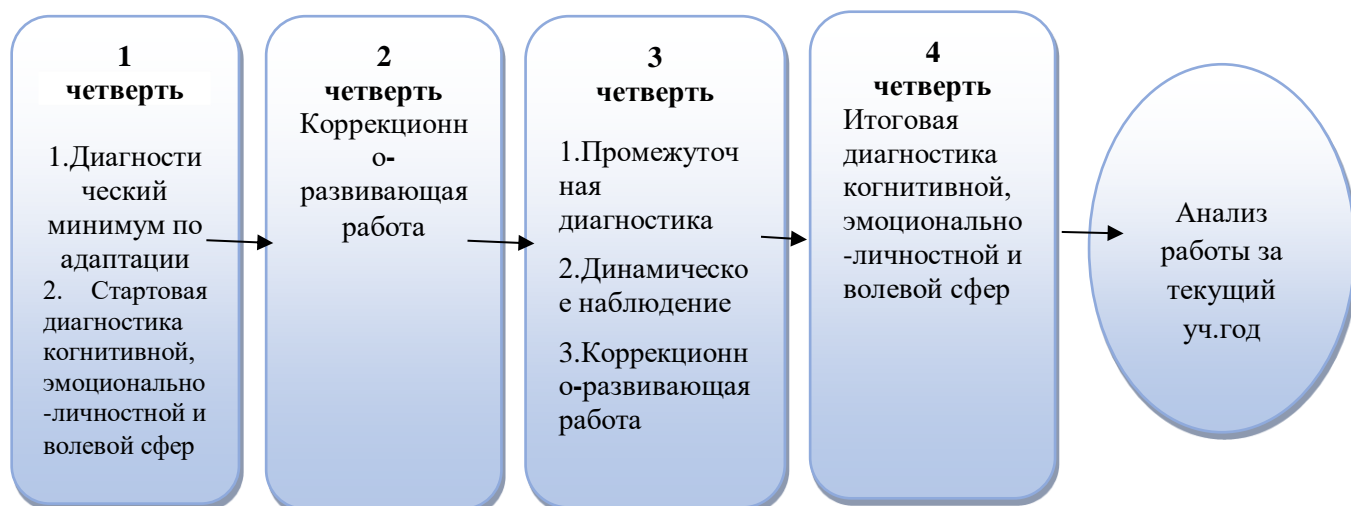 1
четверть
1.Диагности
ческий
минимум по
адаптации
2. Стартовая
диагностика
когнитивной,
эмоционально
-личностной и
волевой сфер
2
четверть
Коррекционн
о-
развивающая
работа
3
четверть
1.Промежуточ
ная
диагностика
2.Динамическо
е наблюдение
3.Коррекционн
о-развивающая
работа
4
четверть
Итоговая
диагностика
когнитивной,
эмоционально
-личностной и
волевой сфер
Анализ
работы за
текущий
уч.год